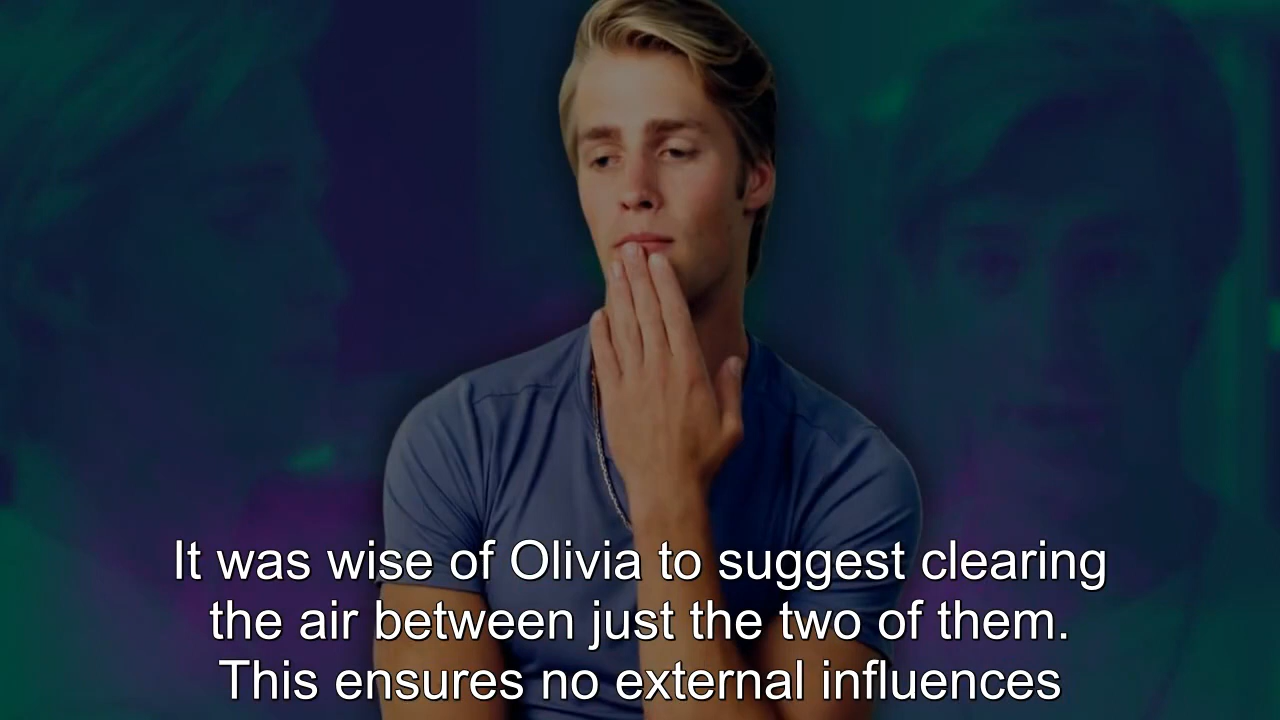 It was wise of Olivia to suggest clearing
the air between just the two of them.
This ensures no external influences